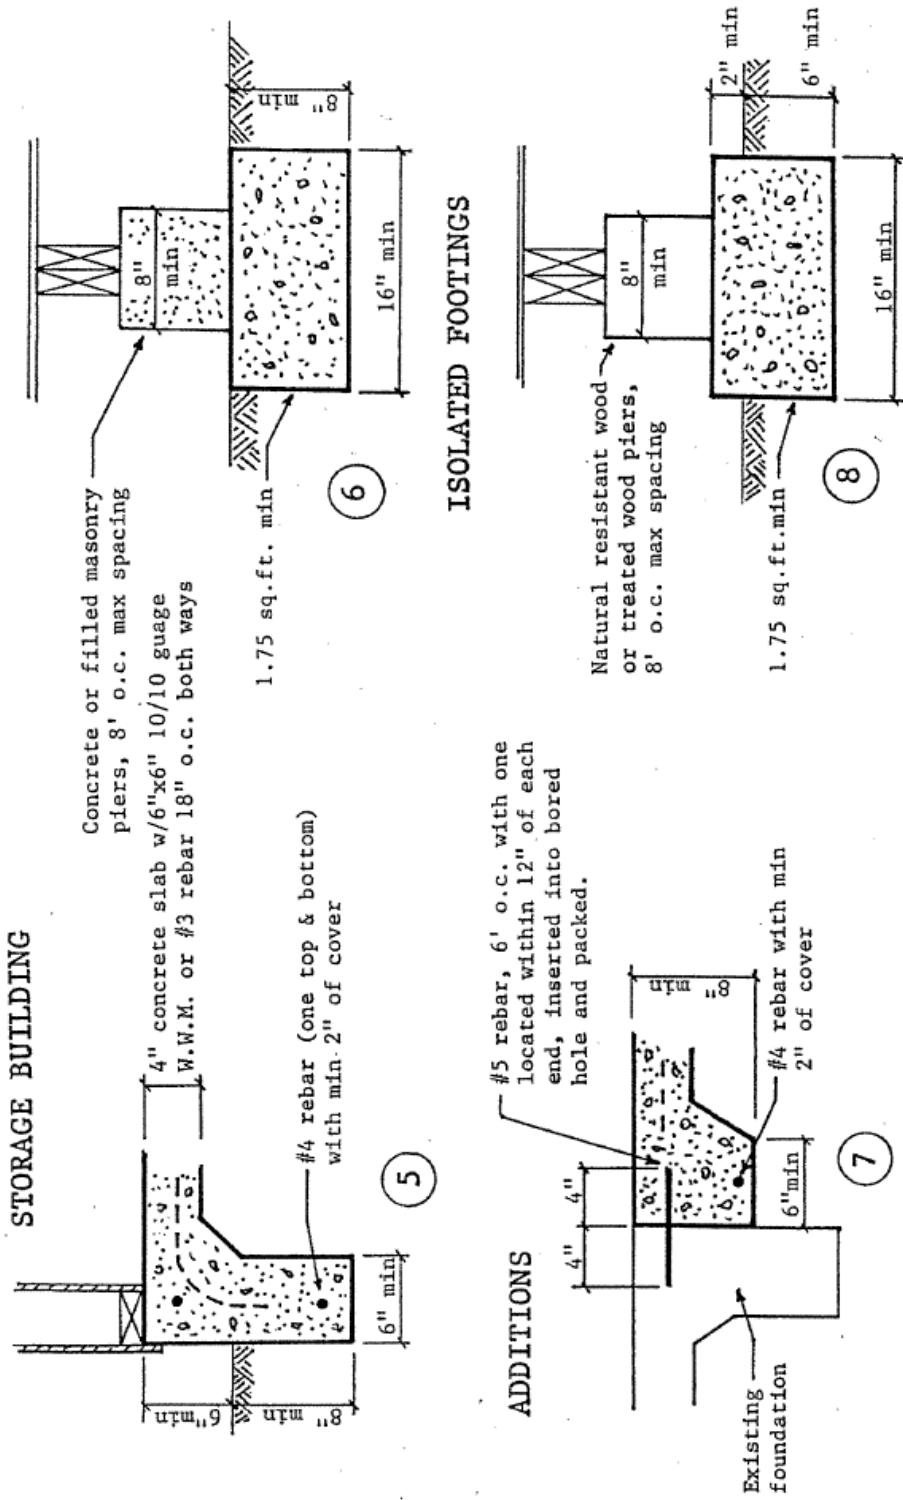 STORAGE BUILDING
4" concrete slab w/6"x6" 10/10 guage
W.W.M. or #3 rebar 18" o.c. both ways
#4 rebar (one top & bottom)
with min 2" of cover
6"min
8" min
6" min
5
Concrete or filled masonry
piers, 8' o.c. max spacing
8"
min
8" min
16" min
1.75 sq.ft. min
6
ADDITIONS
#5 rebar, 6' o.c. with one
located within 12" of each
end, inserted into bored
hole and packed.
4"
4"
8" min
6"min
#4 rebar with min
2" of cover
Existing
foundation
7
ISOLATED FOOTINGS
Natural resistant wood
or treated wood piers,
8' o.c. max spacing
8"
min
2" min
6" min
16" min
1.75 sq.ft.min
8